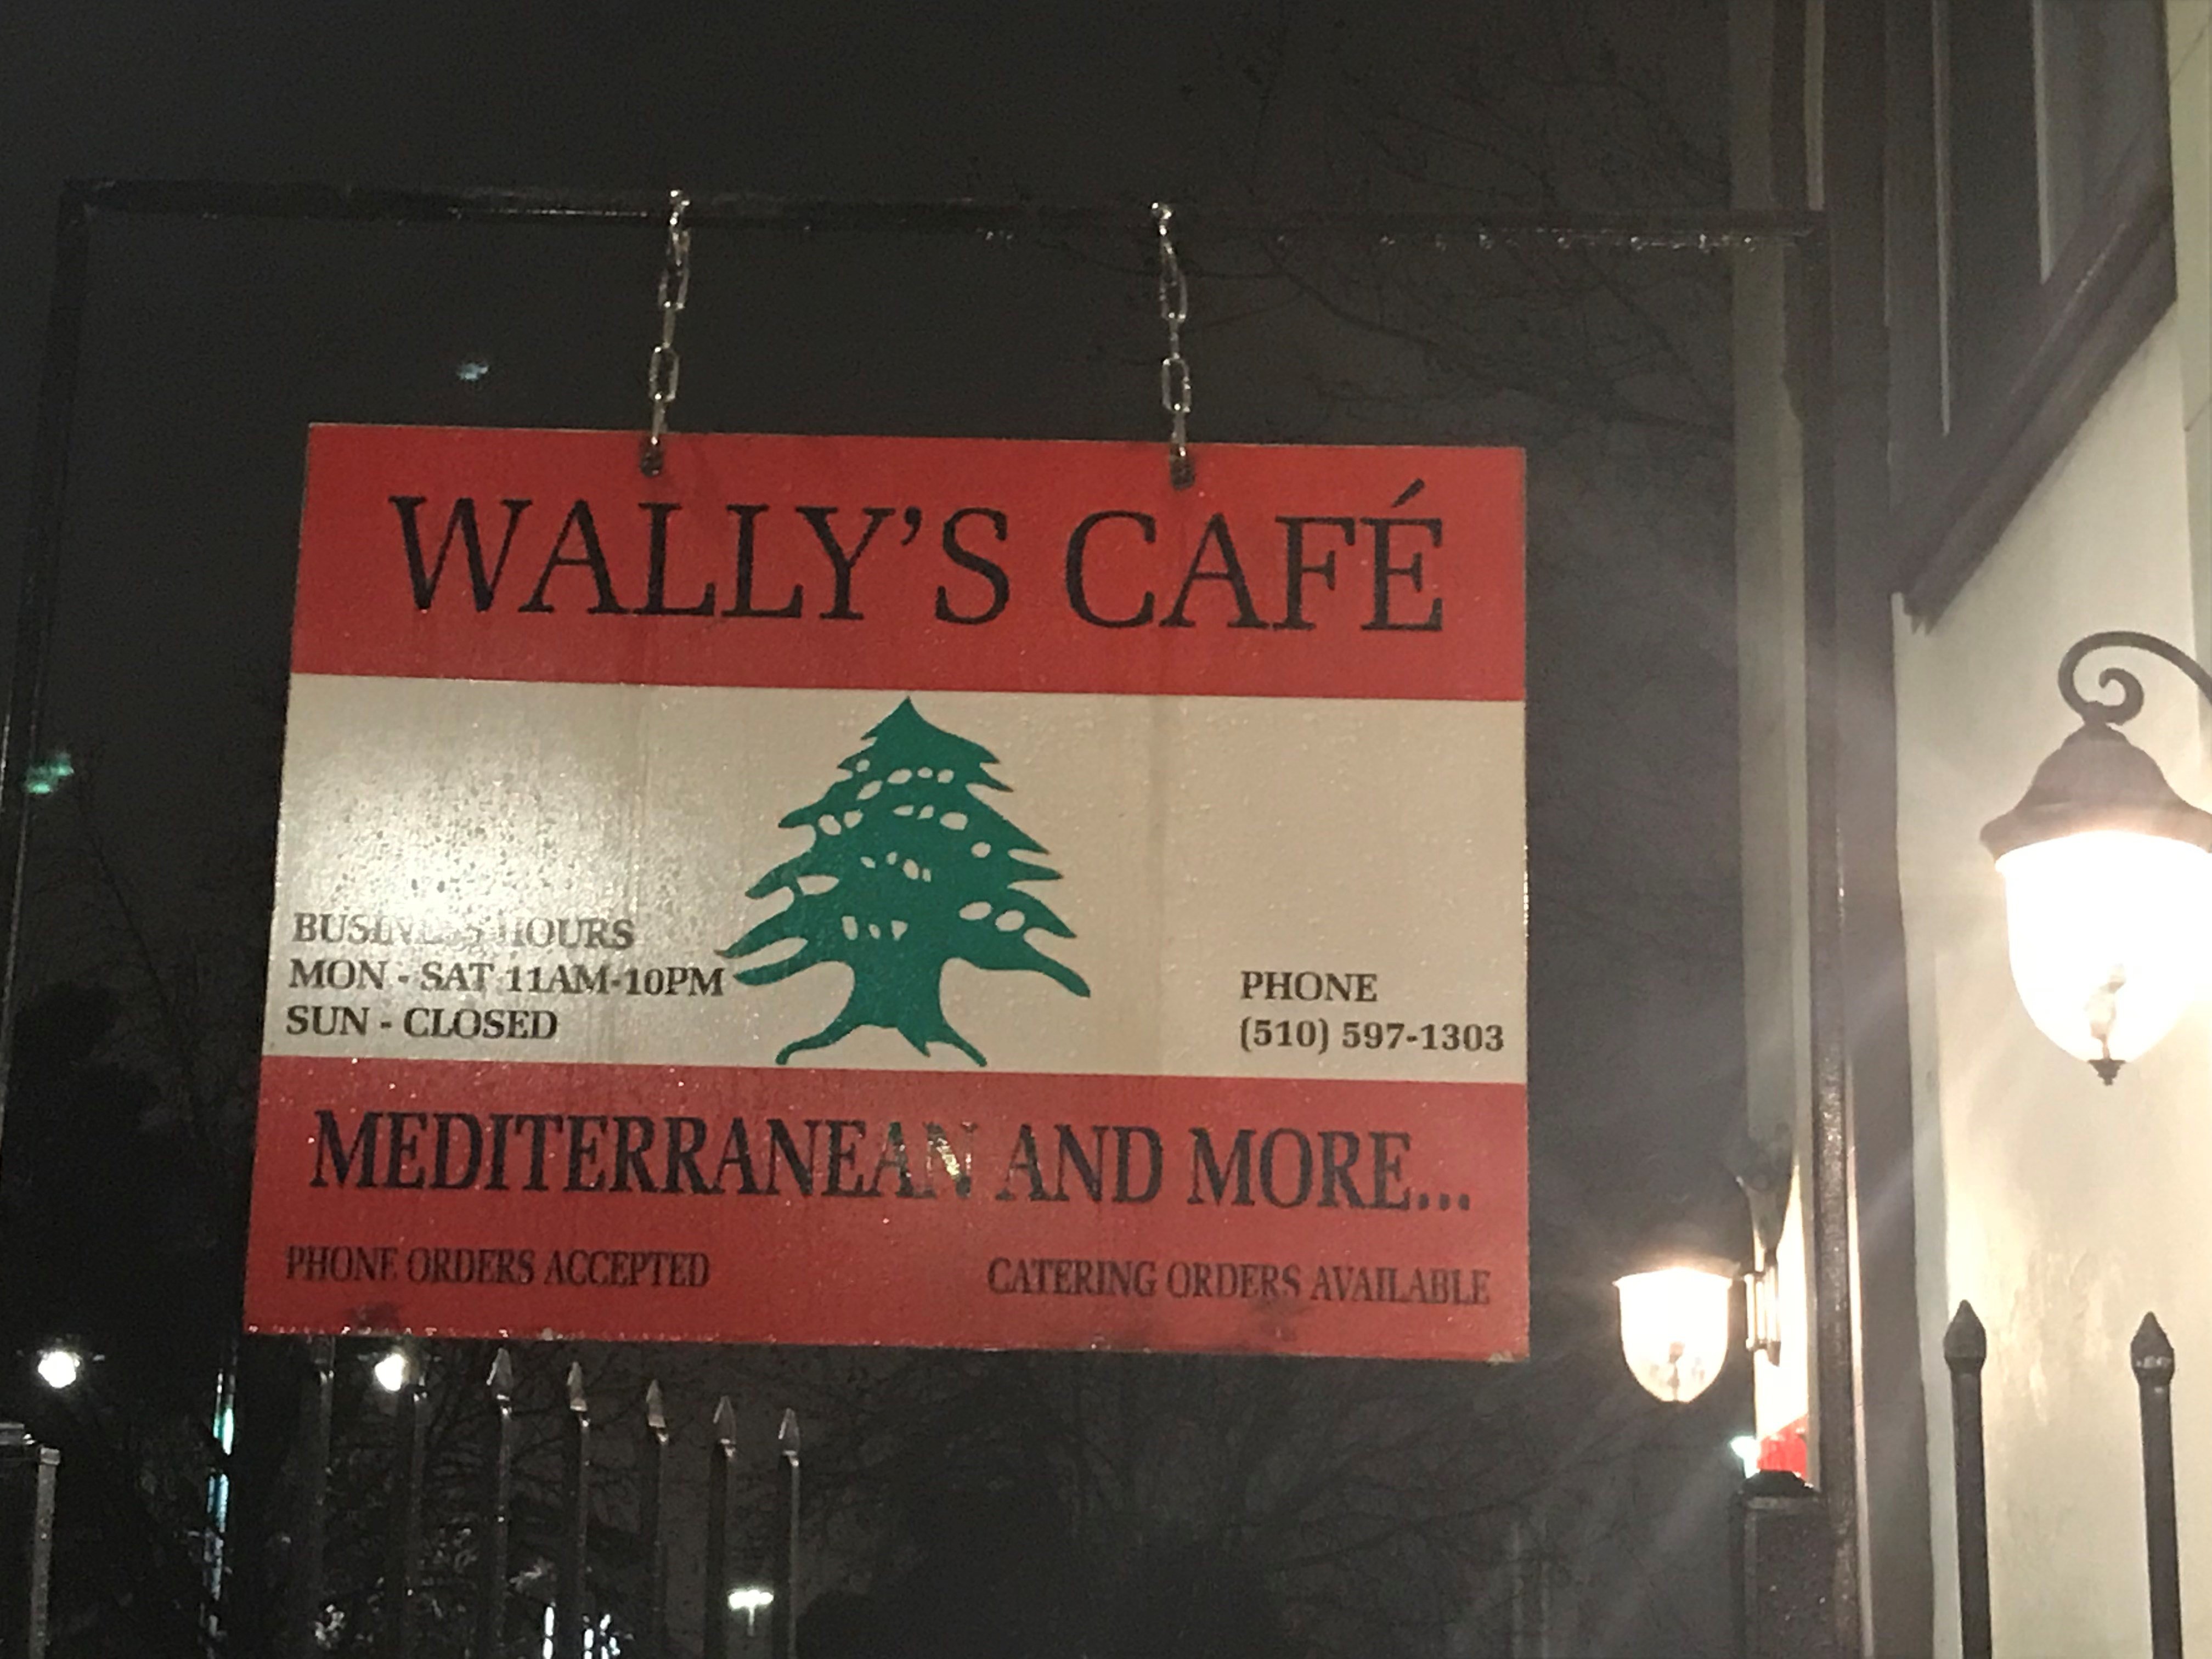 WALLY'S CAFÉ
BUSINESS HOURS
MON - SAT 11AM-10PM
SUN - CLOSED
PHONE
(510) 597-1303
MEDITERRANEAN AND MORE...
PHONE ORDERS ACCEPTED
CATERING ORDERS AVAILABLE